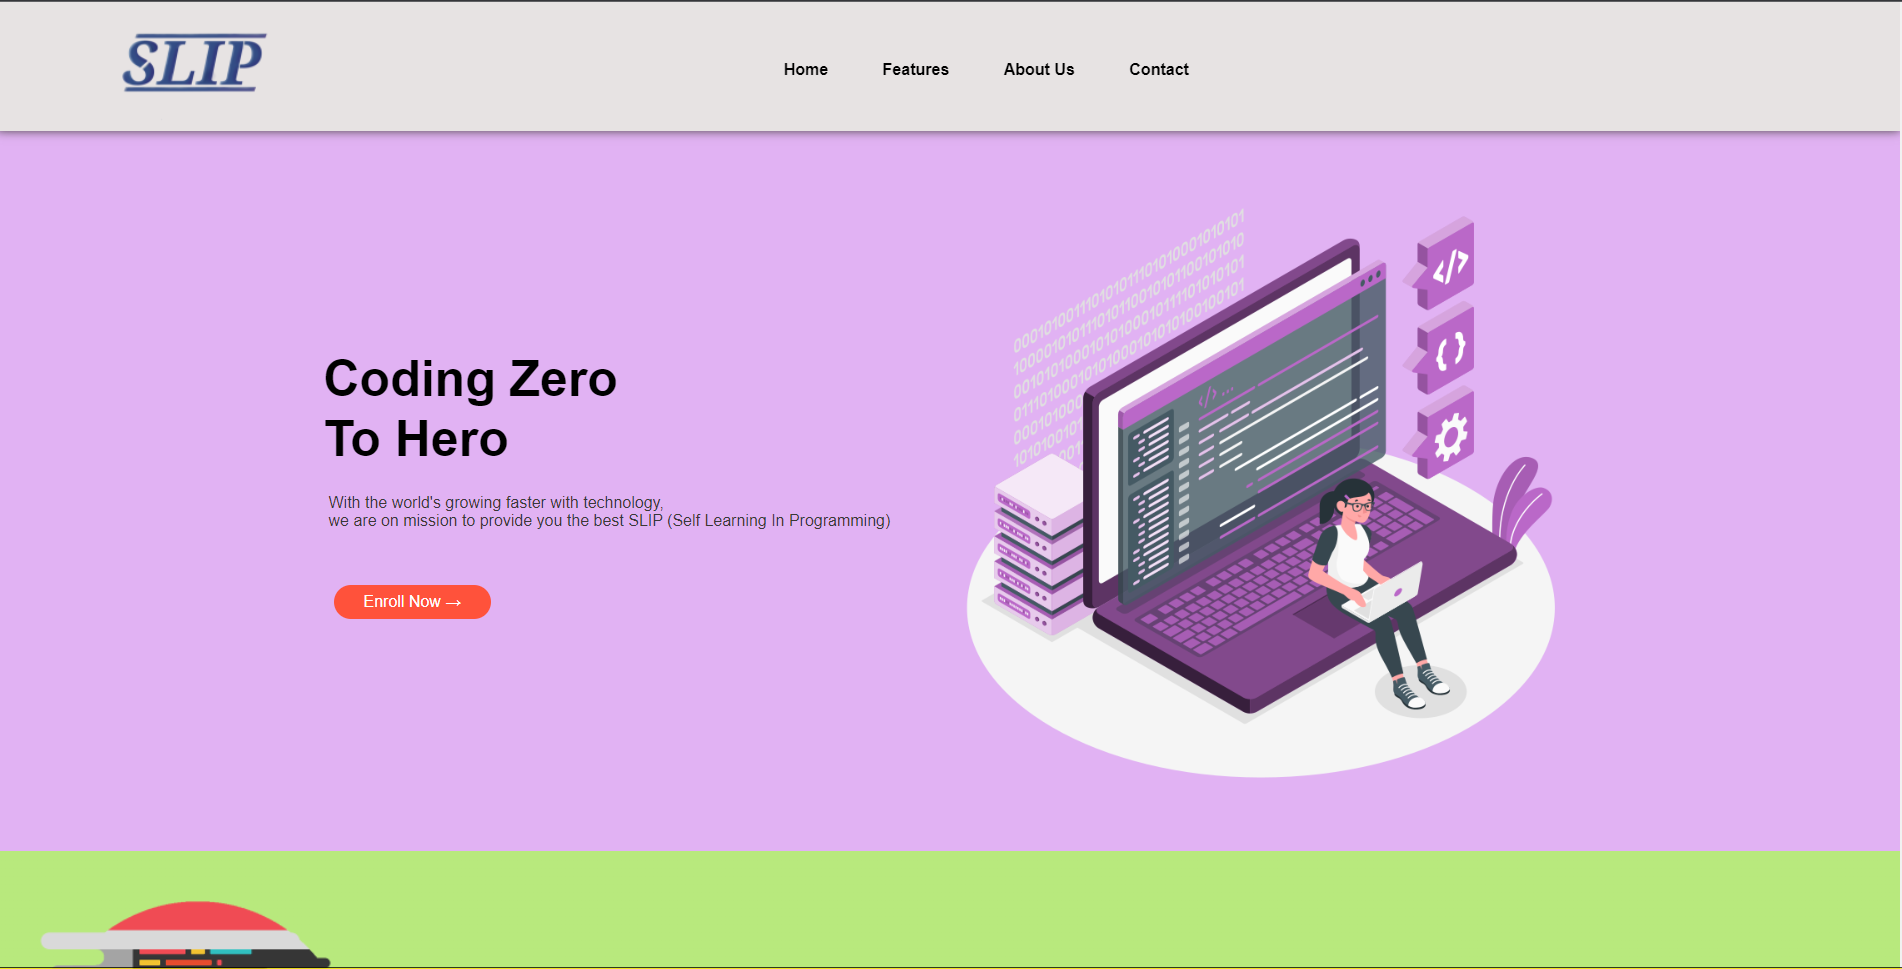 SLIP
Home Features About Us Contact
Coding Zero
To Hero
With the world's growing faster with technology,
we are on mission to provide you the best SLIP (Self Learning In Programming)
Enroll Now →